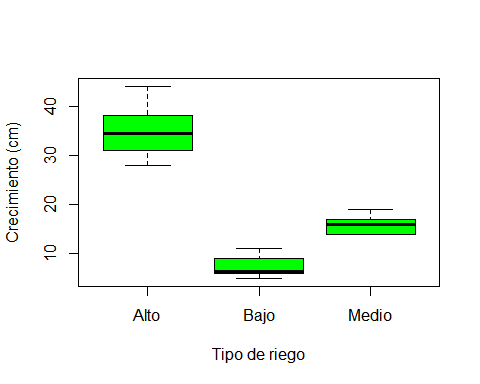 Crecimiento (cm)
40
30
20
10
Alto Bajo Medio
Tipo de riego